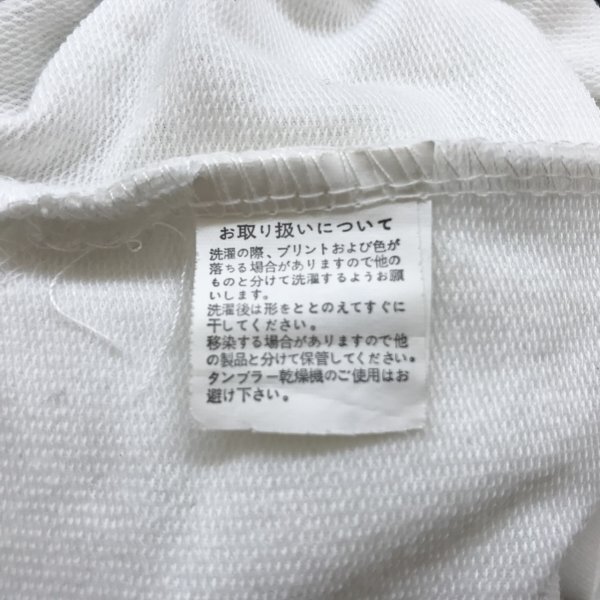 お取り扱いについて
洗濯の際、プリントおよび色が
落ちる場合がありますので他の
ものと分けて洗濯するようお願
いします。
洗濯後は形をととのえてすぐに
干してください。
移染する場合がありますので他
の製品と分けて保管してください。
タンブラー乾燥機のご使用はお
避け下さい。